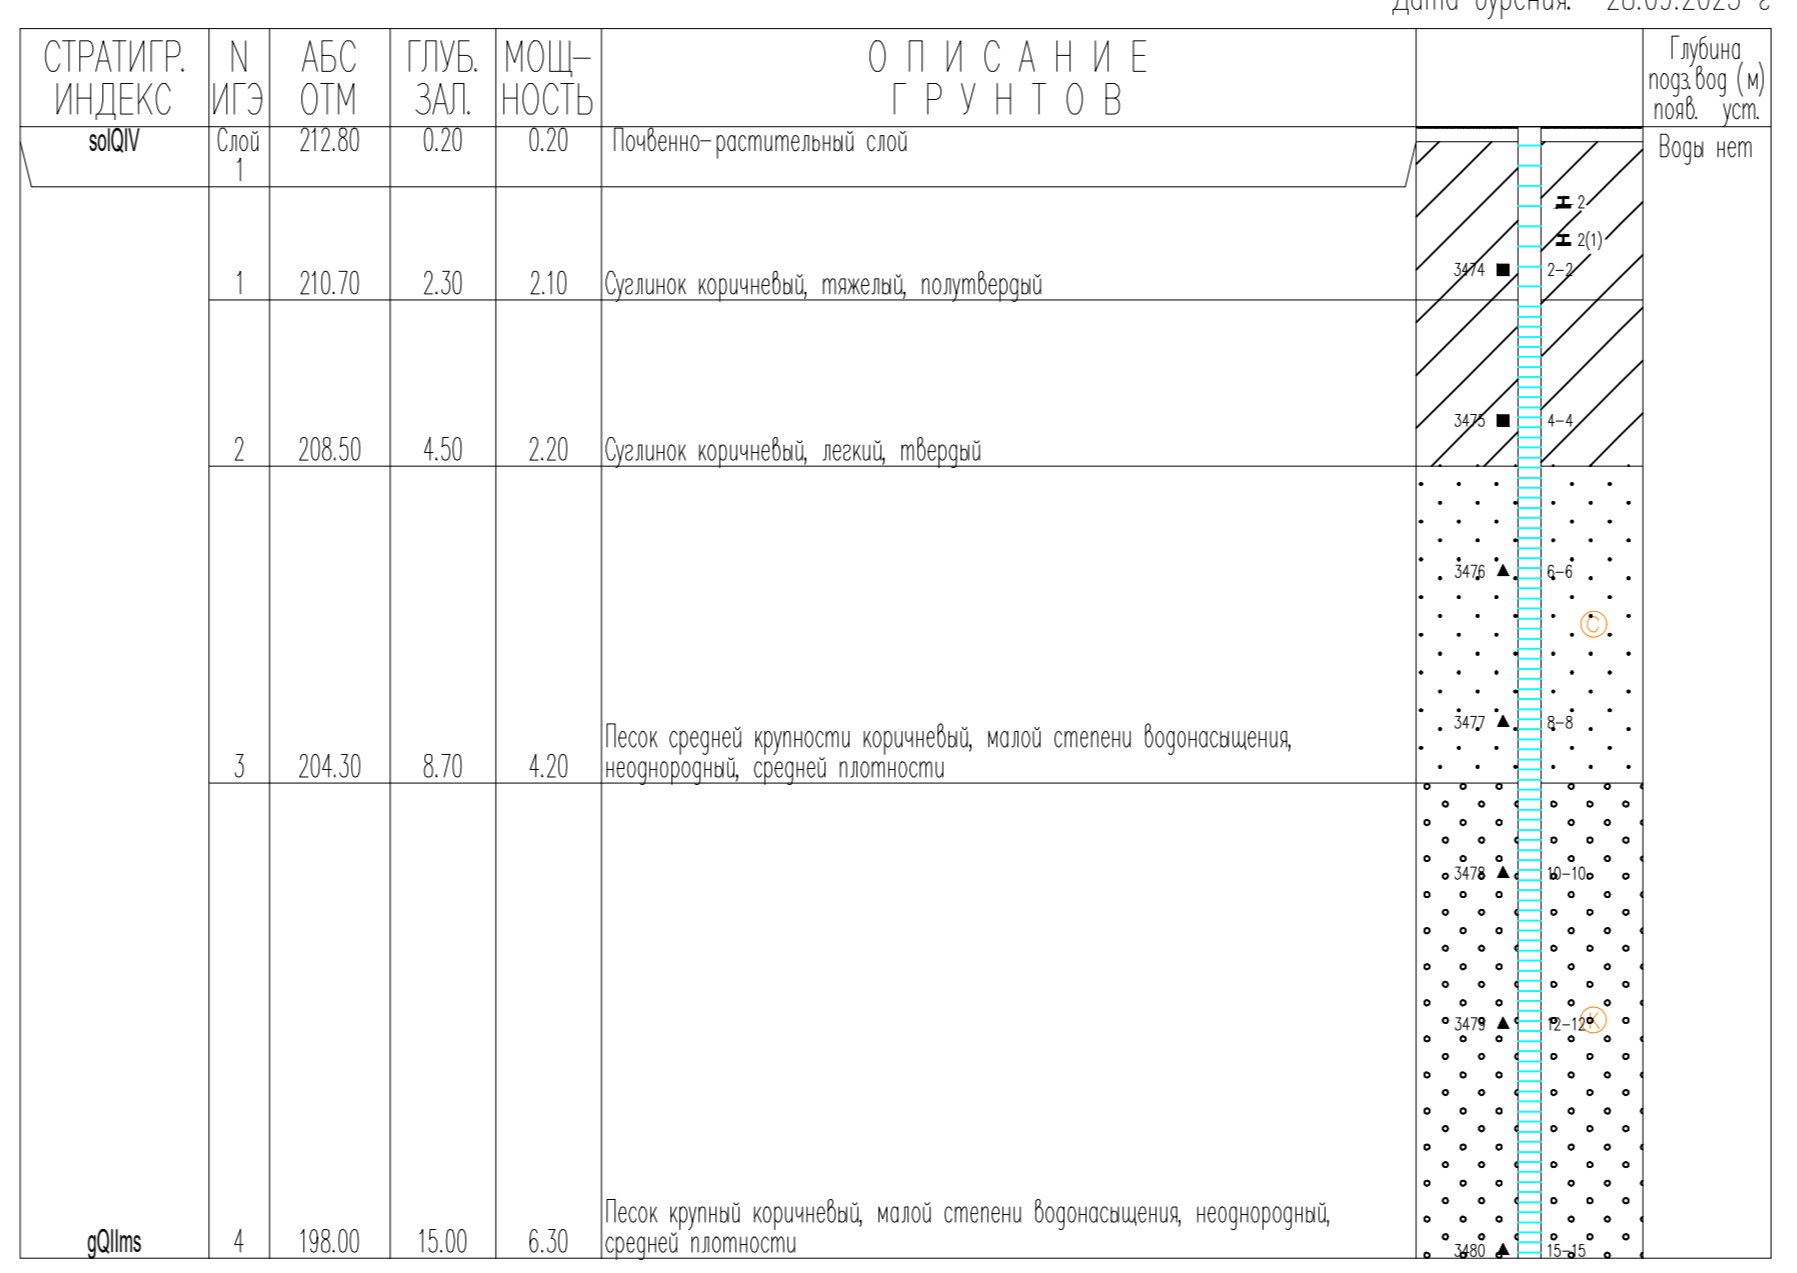 СТРАТИГР. ИНДЕКС
N ИГЭ
АБС ОТМ
ГЛУБ. ЗАЛ.
МОЩ- НОСТЬ
ОПИСАНИЕ ГРУНТОВ
Глубина
подз.вод (м)
появ. уст.
solQIV Слой 1 212.80 0.20 0.20 Почвенно-растительный слой Воды нет
2
2(1)
3474 2-2
1 210.70 2.30 2.10 Суглинок коричневый, тяжелый, полутвердый
3475 4-4
2 208.50 4.50 2.20 Суглинок коричневый, легкий, твердый
3476 6-6
С
3477 8-8
Песок средней крупности коричневый, малой степени водонасыщения,
3 204.30 8.70 4.20 неоднородный, средней плотности
3478 10-10
3479 12-12 К
Песок крупный коричневый, малой степени водонасыщения, неоднородный,
gQIIms 4 198.00 15.00 6.30 средней плотности
3480 15-15